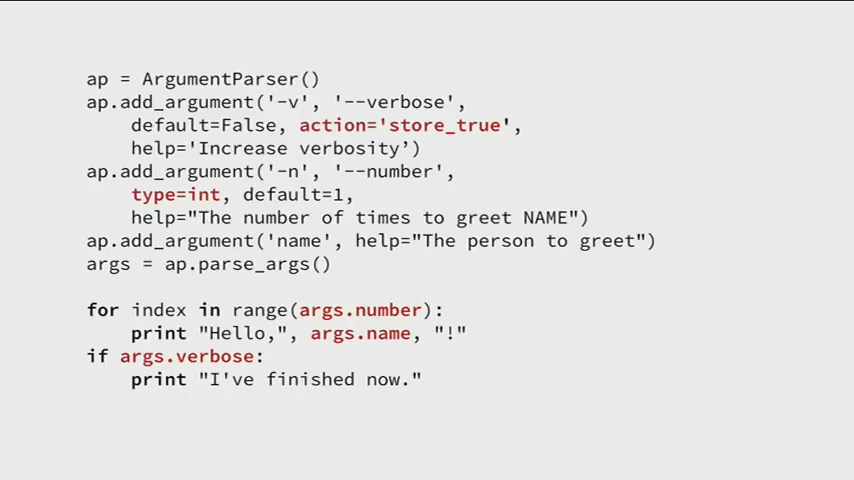 ap = ArgumentParser()
ap.add_argument('-v', '--verbose',
    default=False, action='store_true',
    help='Increase verbosity’)
ap.add_argument('-n', '--number',
    type=int, default=1,
    help="The number of times to greet NAME")
ap.add_argument('name', help="The person to greet")
args = ap.parse_args()

for index in range(args.number):
    print "Hello,", args.name, "!"
if args.verbose:
    print "I've finished now."